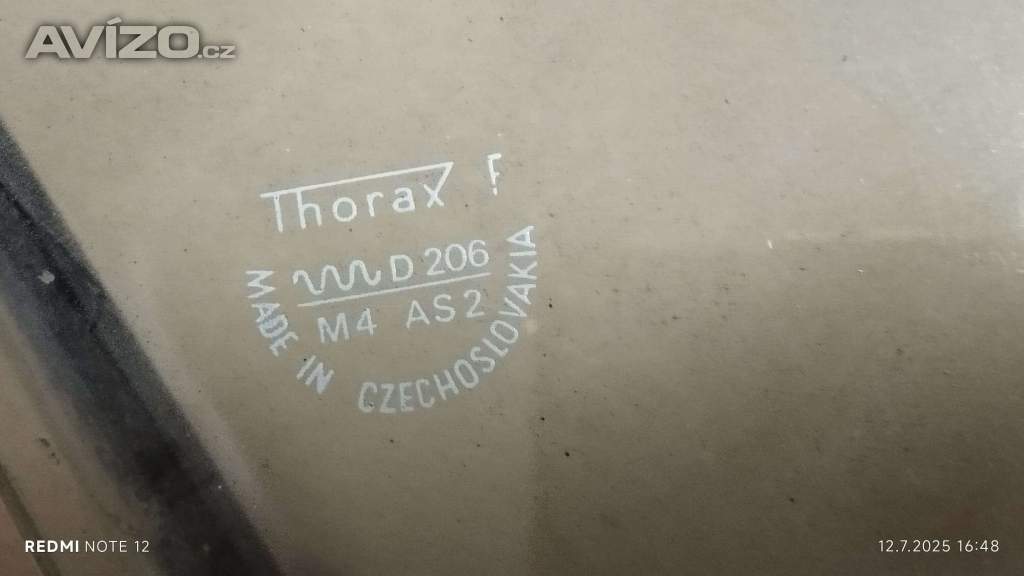 AVÍZO.cz
Thorax F
D 206
M4 AS2
MADE IN CZECHOSLOVAKIA
REDMI NOTE 12
12.7.2025 16:48